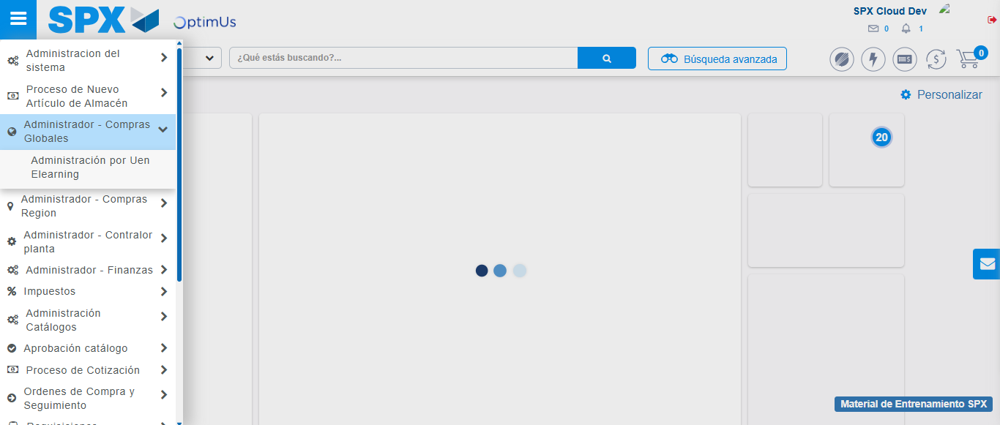 SPX
OptimUs
SPX Cloud Dev
0
1
¿Qué estás buscando?...
Búsqueda avanzada
0
Personalizar
Administracion del
sistema
Proceso de Nuevo
Artículo de Almacén
Administrador - Compras
Globales
Administración por Uen
Elearning
Administrador - Compras
Region
Administrador - Contralor
planta
Administrador - Finanzas
Impuestos
Administración
Catálogos
Aprobación catálogo
Proceso de Cotización
Ordenes de Compra y
Seguimiento
20
Material de Entrenamiento SPX